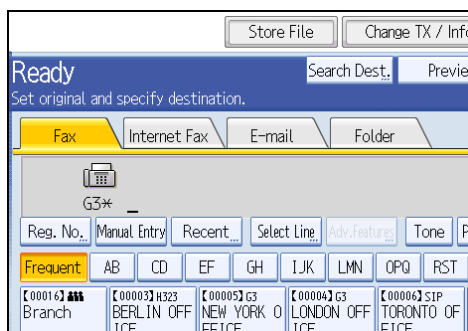 Store File Change TX / Info
Ready Search Dest. Previe
Set original and specify destination.
Fax Internet Fax E-mail Folder
G3* _
Reg. No. Manual Entry Recent Select Line Adv.Features Tone P
Frequent AB CD EF GH IJK LMN OPQ RST
【00016】 【00003】H323 【00005】G3 【00004】G3 【00006】SIP
Branch BERLIN OFF NEW YORK O LONDON OFF TORONTO OF
ICE FFICE ICE FICE